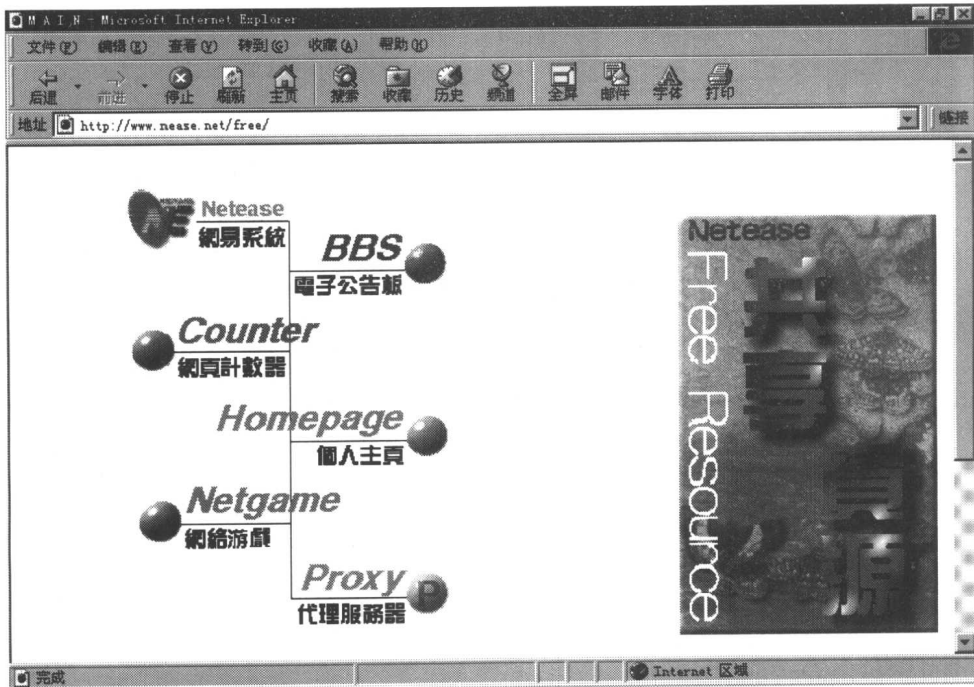 M A I N - Microsoft Internet Explorer
文件(F) 编辑(E) 查看(V) 转到(G) 收藏(A) 帮助(H)
后退 前进 停止 刷新 主页 搜索 收藏 历史 频道 全屏 邮件 字体 打印
地址 http://www.nease.net/free/ 链接
Netease
網易系統
BBS
電子公告板
Counter
網頁計數器
Homepage
個人主頁
Netgame
網絡游戲
Proxy
P
代理服務器
Netease
Free Resource
共享
資源
完成 Internet 区域